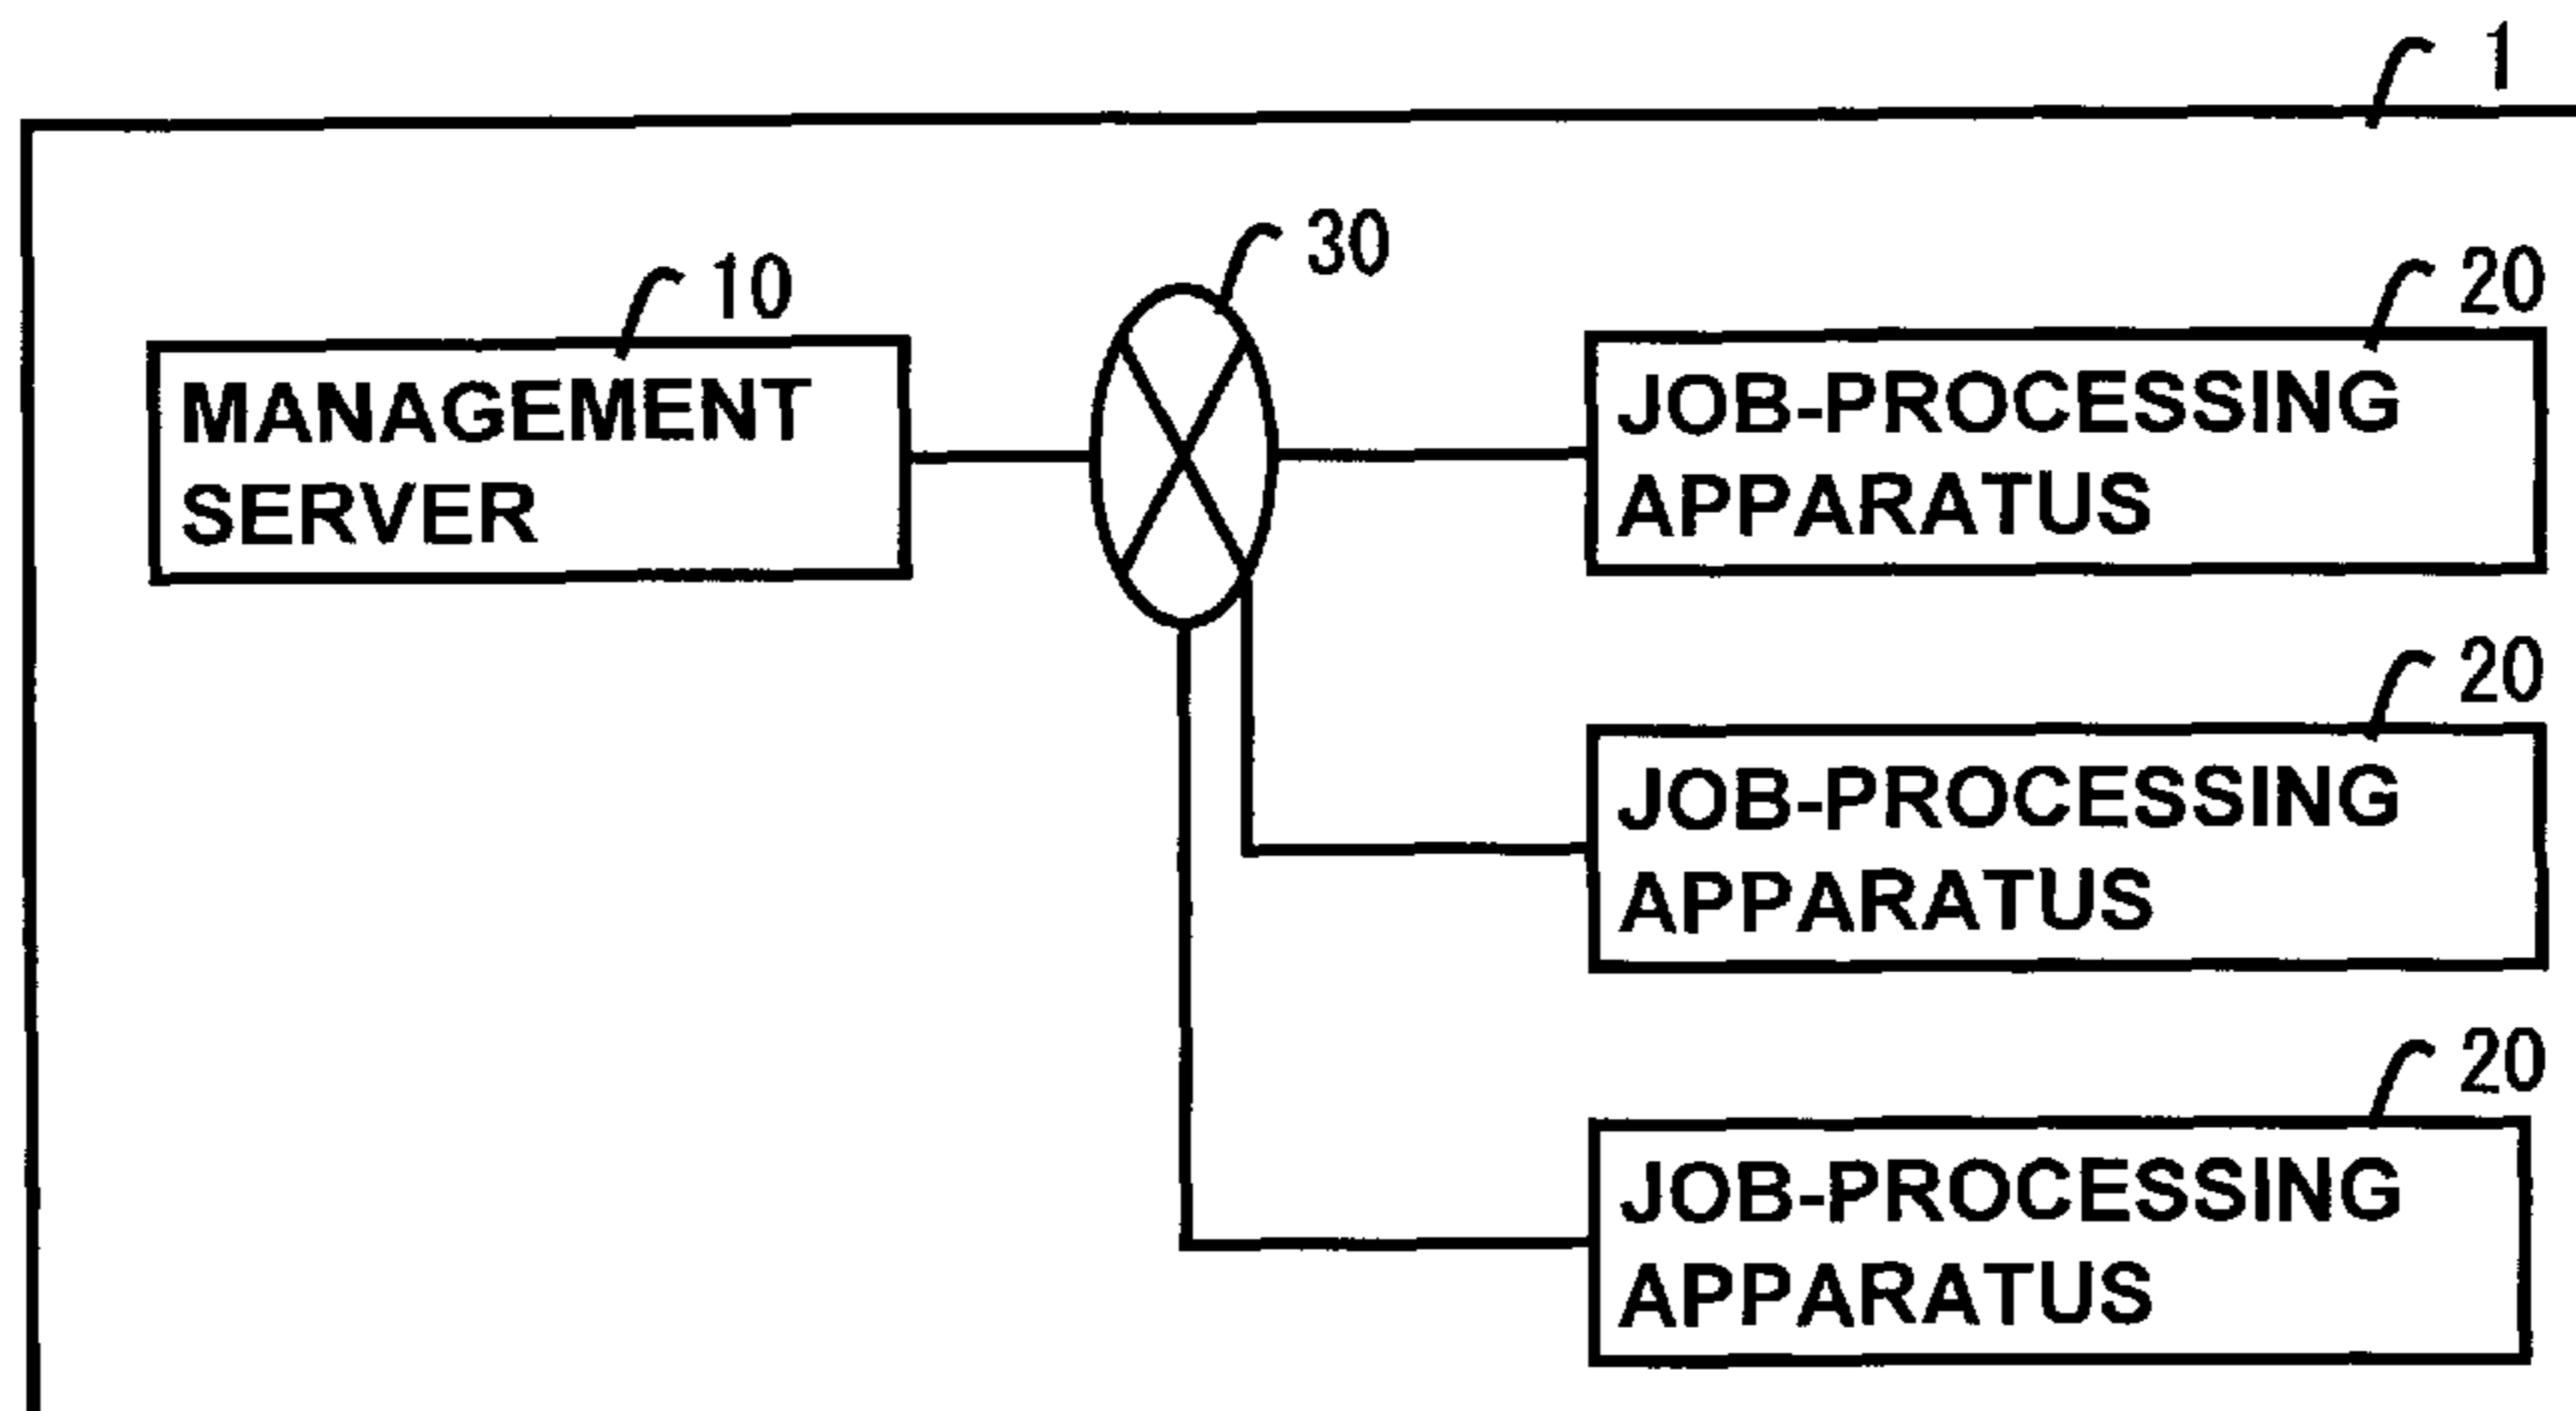 1
30
10
20
MANAGEMENT
SERVER
JOB-PROCESSING
APPARATUS
20
JOB-PROCESSING
APPARATUS
20
JOB-PROCESSING
APPARATUS